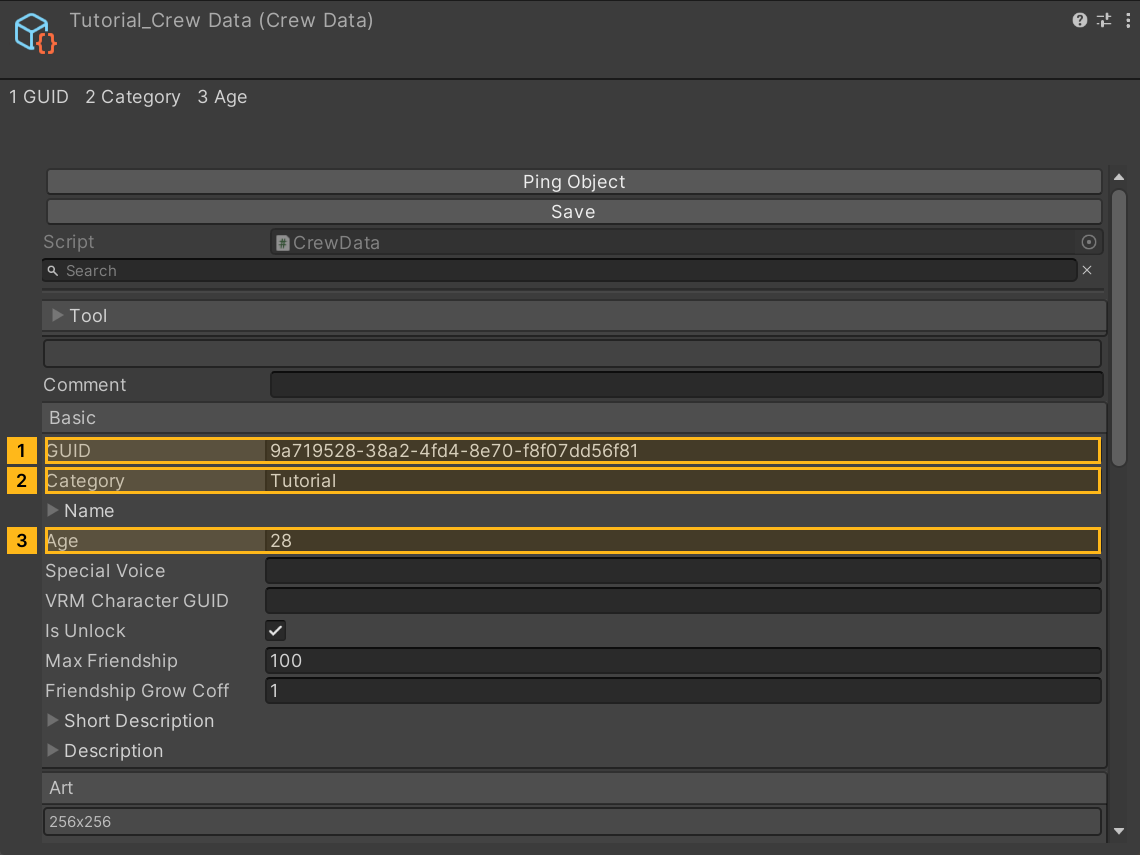 Tutorial_Crew Data (Crew Data)
1 GUID 2 Category 3 Age
Ping Object
Save
Script CrewData
Search
Tool
Comment
Basic
1 GUID 9a719528-38a2-4fd4-8e70-f8f07dd56f81
2 Category Tutorial
Name
3 Age 28
Special Voice
VRM Character GUID
Is Unlock
Max Friendship 100
Friendship Grow Coff 1
Short Description
Description
Art
256x256